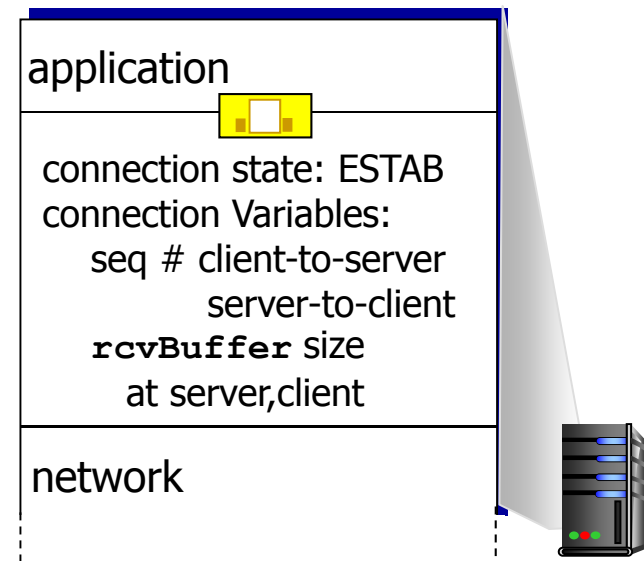 application
connection state: ESTAB
connection Variables:
seq # client-to-server
server-to-client
rcvBuffer size
at server,client
network